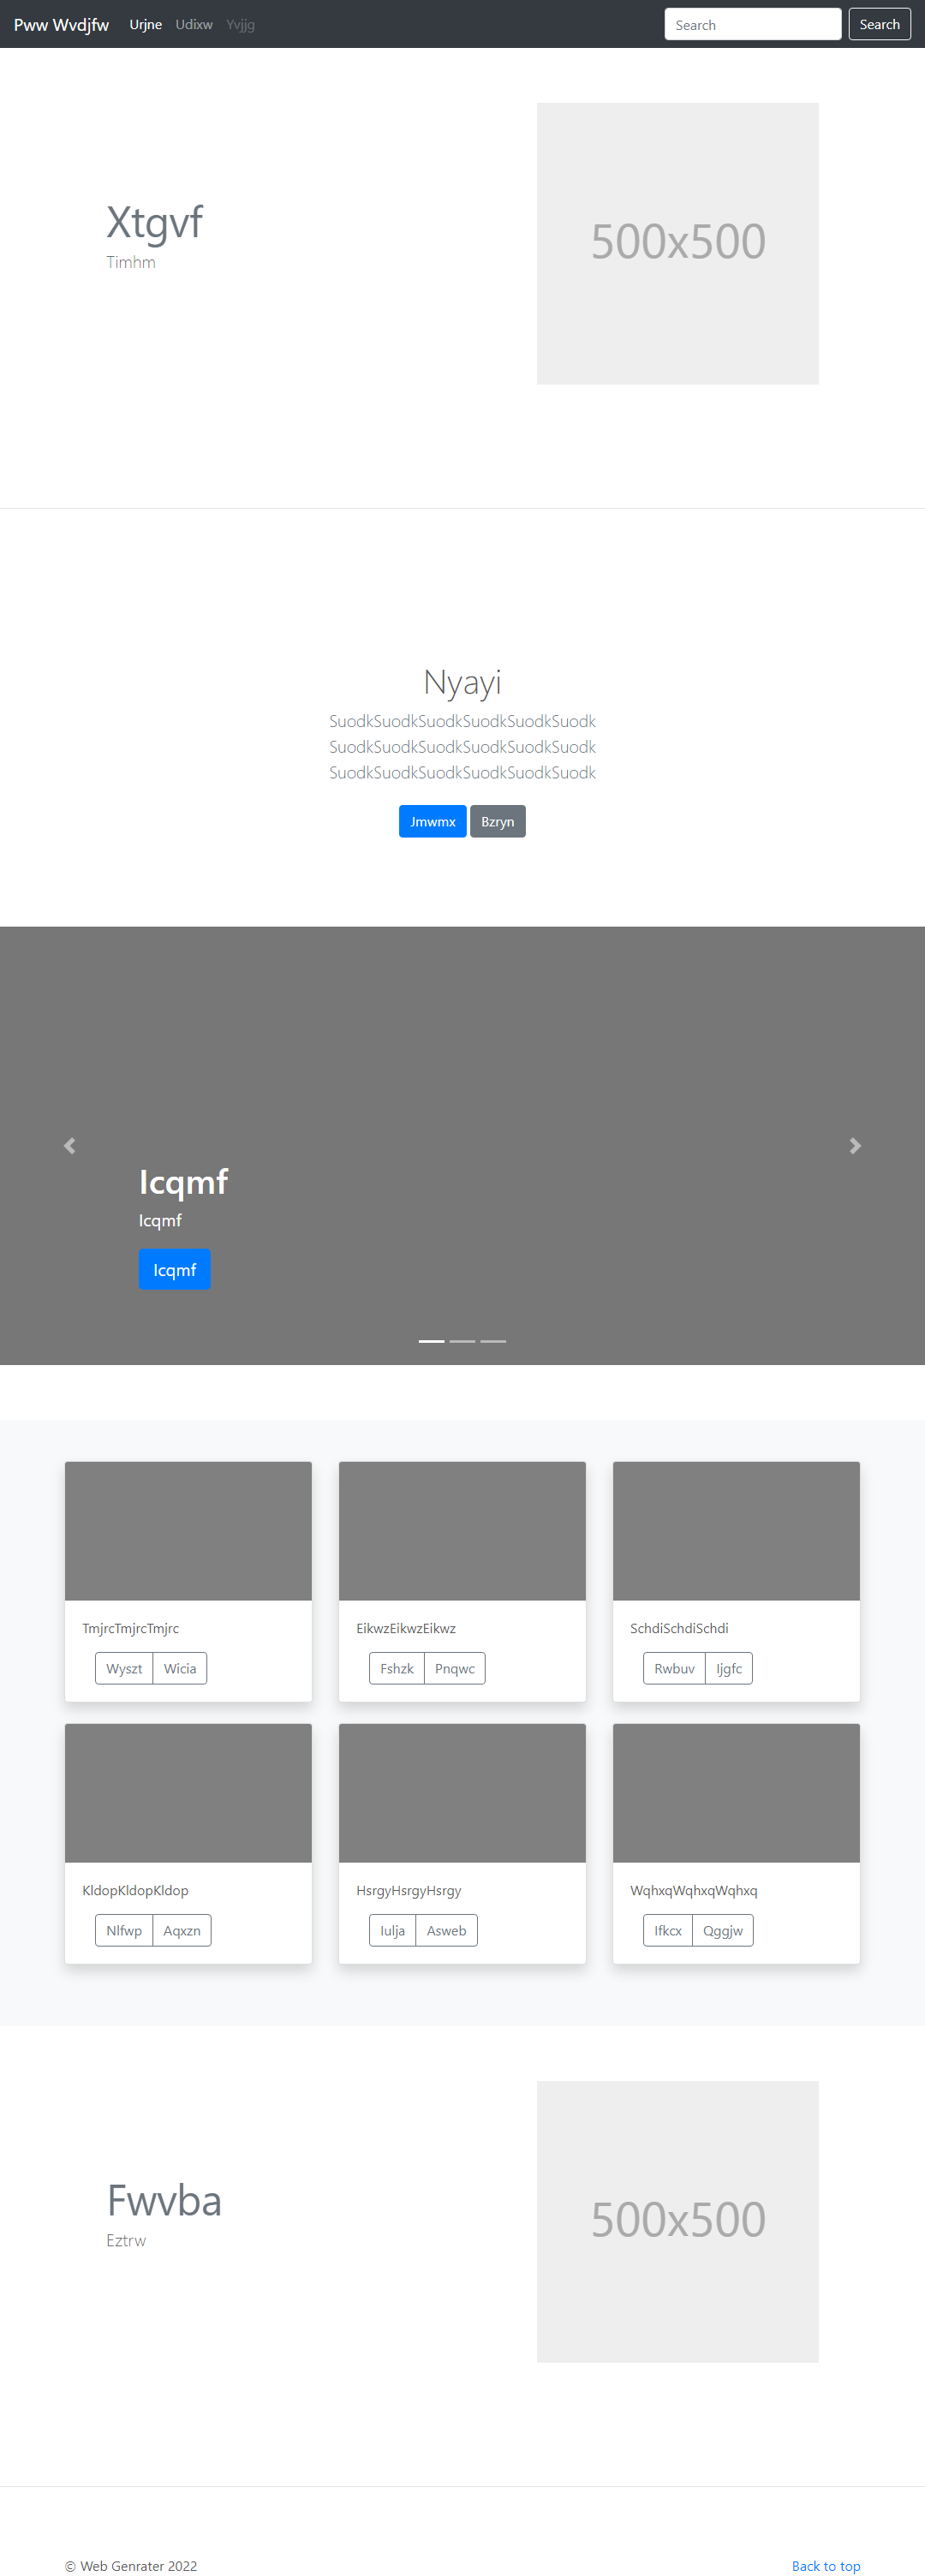 Pww Wvdjfw Urjne Udixw Yvjjg Search Search
Xtgvf
Timhm
500x500
Nyayi
SuodkSuodkSuodkSuodkSuodkSuodk
SuodkSuodkSuodkSuodkSuodkSuodk
SuodkSuodkSuodkSuodkSuodkSuodk
Jmwmx Bzryn
Icqmf
Icqmf
Icqmf
TmjrcTmjrcTmjrc
Wyszt Wicia
EikwzEikwzEikwz
Fshzk Pnqwc
SchdiSchdiSchdi
Rwbuv Ijgfc
KldopKldopKldop
Nlfwp Aqxzn
HsrgyHsrgyHsrgy
Iulja Asweb
WqhxqWqhxqWqhxq
Ifkcx Qggjw
Fwvba
Eztrw
500x500
© Web Genrater 2022 Back to top